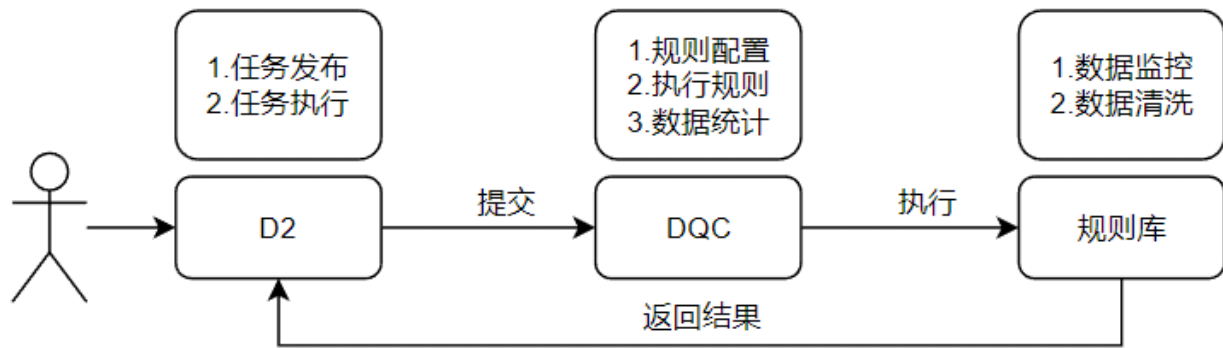 1.任务发布
2.任务执行
1.规则配置
2.执行规则
3.数据统计
1.数据监控
2.数据清洗
D2
提交
DQC
执行
规则库
返回结果